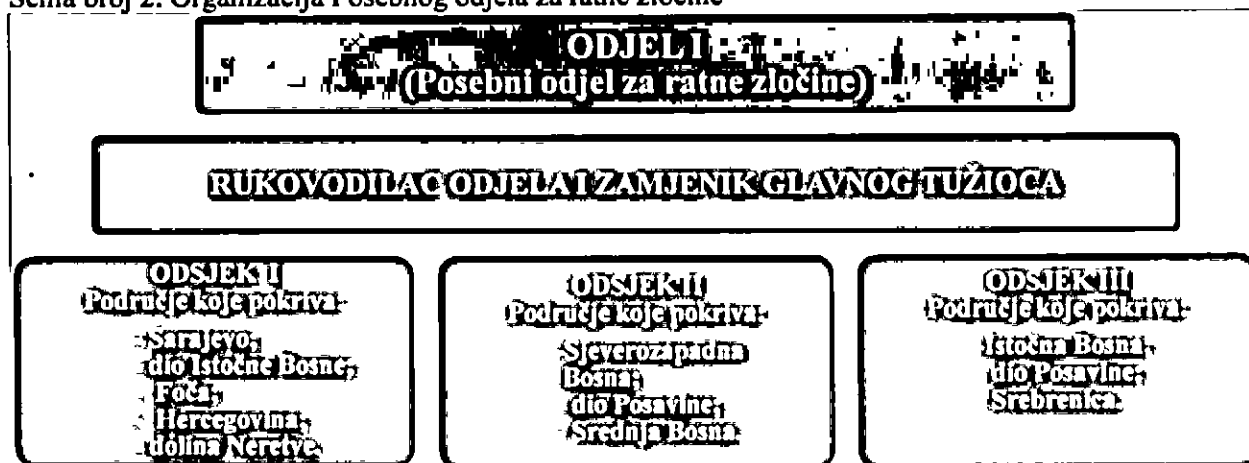 Šema broj 2: Organizacija Posebnog odjela za ratne zločine
ODJEL I
(Posebni odjel za ratne zločine)
RUKOVODILAC ODJELA I ZAMJENIK GLAVNOG TUŽIOCA
ODSJEK I
Područje koje pokriva:
Sarajevo,
dio Istočne Bosne,
Foča,
Hercegovina,
dolina Neretve.
ODSJEK II
Područje koje pokriva:
Sjeverozapadna
Bosna,
dio Posavine,
Srednja Bosna.
ODSJEK III
Područje koje pokriva:
Istočna Bosna,
dio Posavine,
Srebrenica.